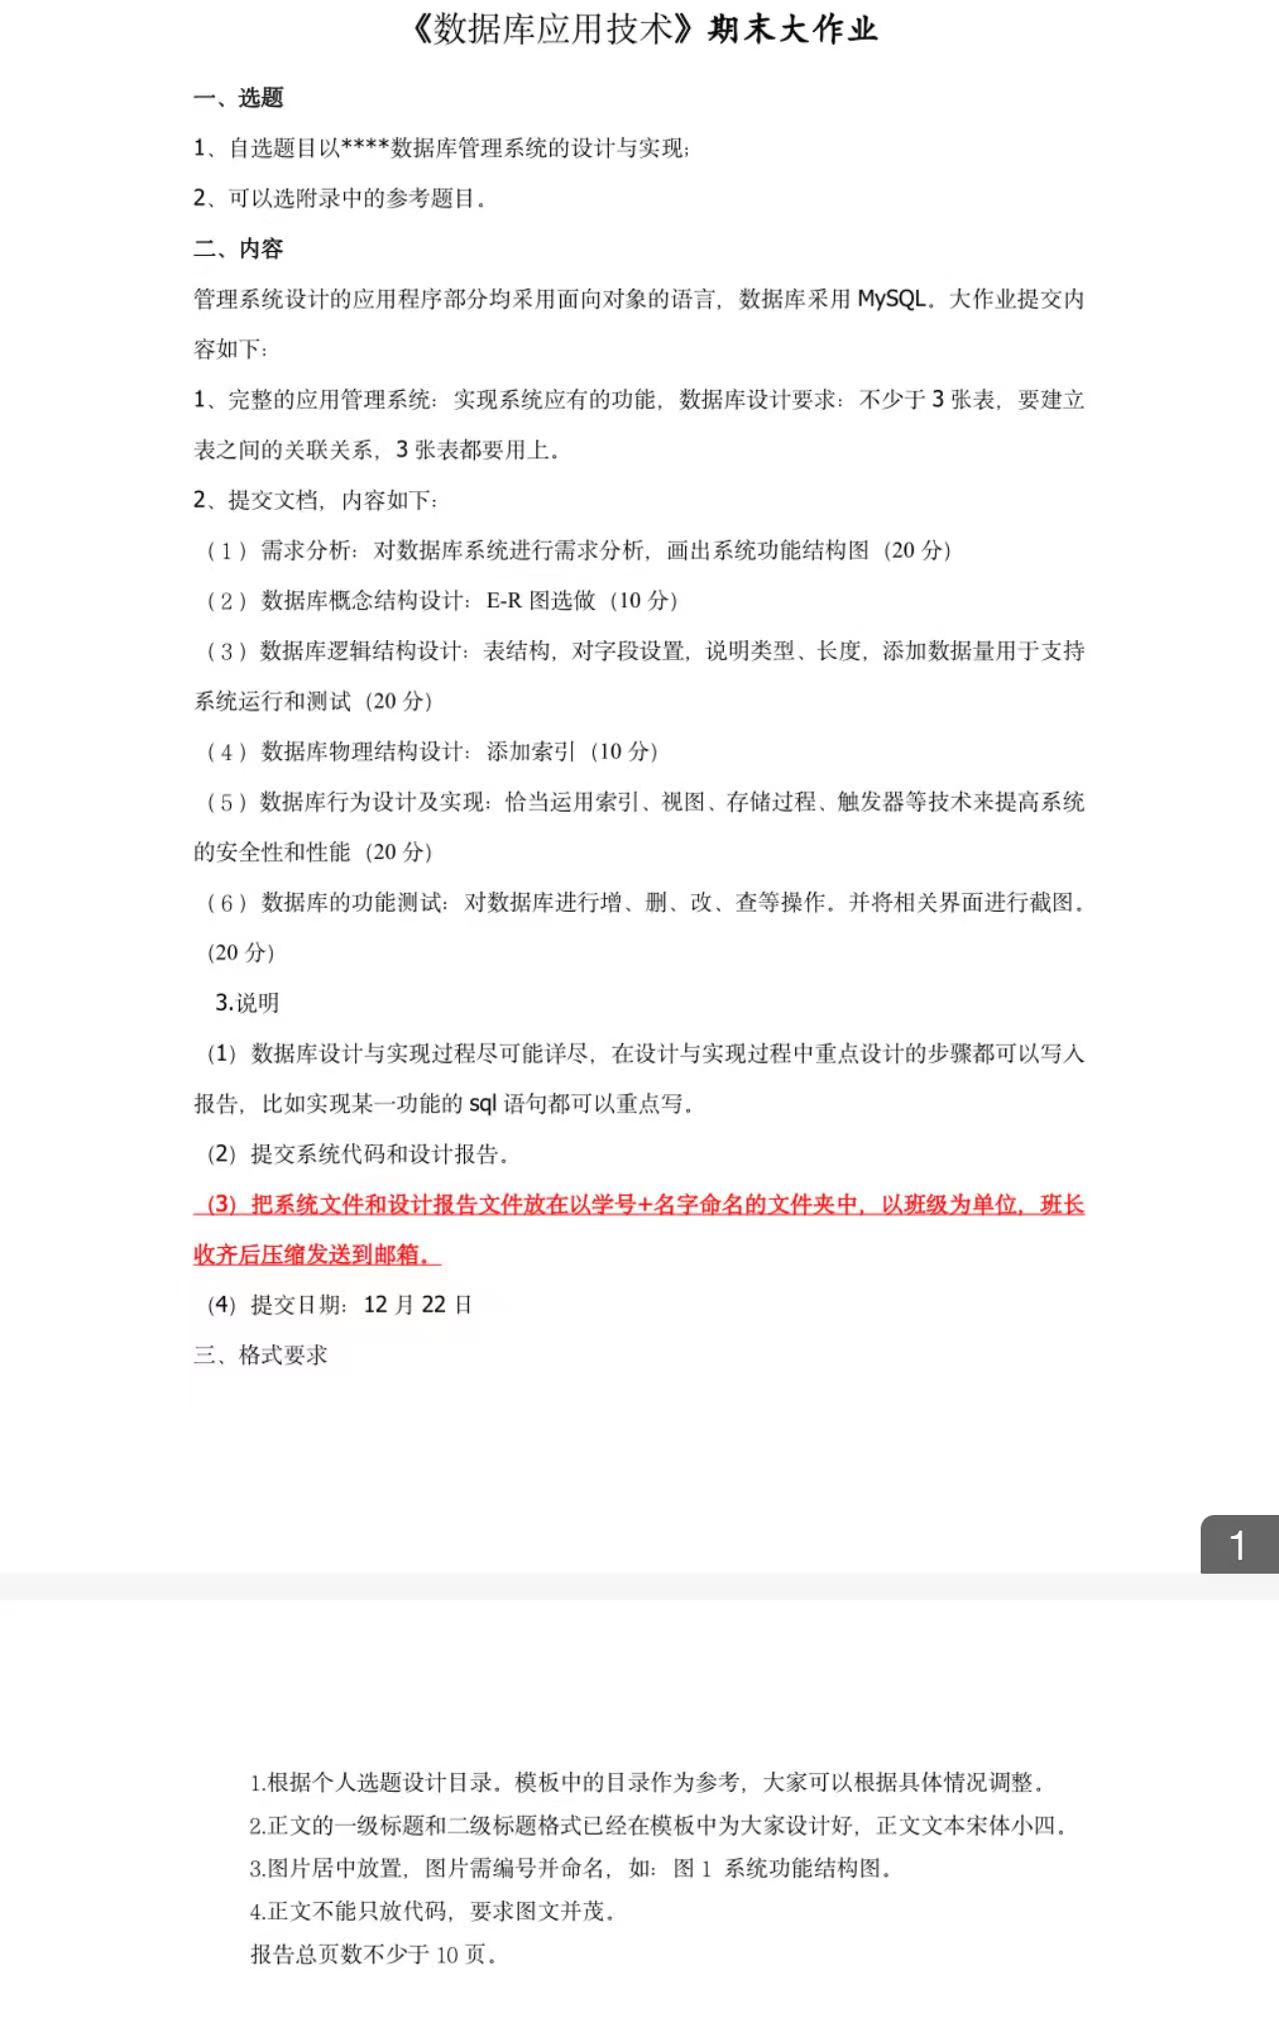 《数据库应用技术》期末大作业
一、选题
1、自选题目以****数据库管理系统的设计与实现;
2、可以选附录中的参考题目。
二、内容
管理系统设计的应用程序部分均采用面向对象的语言，数据库采用 MySQL。大作业提交内
容如下：
1、完整的应用管理系统：实现系统应有的功能，数据库设计要求：不少于 3 张表，要建立
表之间的关联关系，3 张表都要用上。
2、提交文档，内容如下：
（1）需求分析：对数据库系统进行需求分析，画出系统功能结构图（20 分）
（2）数据库概念结构设计：E-R 图选做（10 分）
（3）数据库逻辑结构设计：表结构，对字段设置，说明类型、长度，添加数据量用于支持
系统运行和测试（20 分）
（4）数据库物理结构设计：添加索引（10 分）
（5）数据库行为设计及实现：恰当运用索引、视图、存储过程、触发器等技术来提高系统
的安全性和性能（20 分）
（6）数据库的功能测试：对数据库进行增、删、改、查等操作。并将相关界面进行截图。
（20 分）
3.说明
（1）数据库设计与实现过程尽可能详尽，在设计与实现过程中重点设计的步骤都可以写入
报告，比如实现某一功能的 sql 语句都可以重点写。
（2）提交系统代码和设计报告。
（3）把系统文件和设计报告文件放在以学号+名字命名的文件夹中，以班级为单位，班长
收齐后压缩发送到邮箱。
（4）提交日期：12 月 22 日
三、格式要求
1
1.根据个人选题设计目录。模板中的目录作为参考，大家可以根据具体情况调整。
2.正文的一级标题和二级标题格式已经在模板中为大家设计好，正文文本宋体小四。
3.图片居中放置，图片需编号并命名，如：图 1 系统功能结构图。
4.正文不能只放代码，要求图文并茂。
报告总页数不少于 10 页。